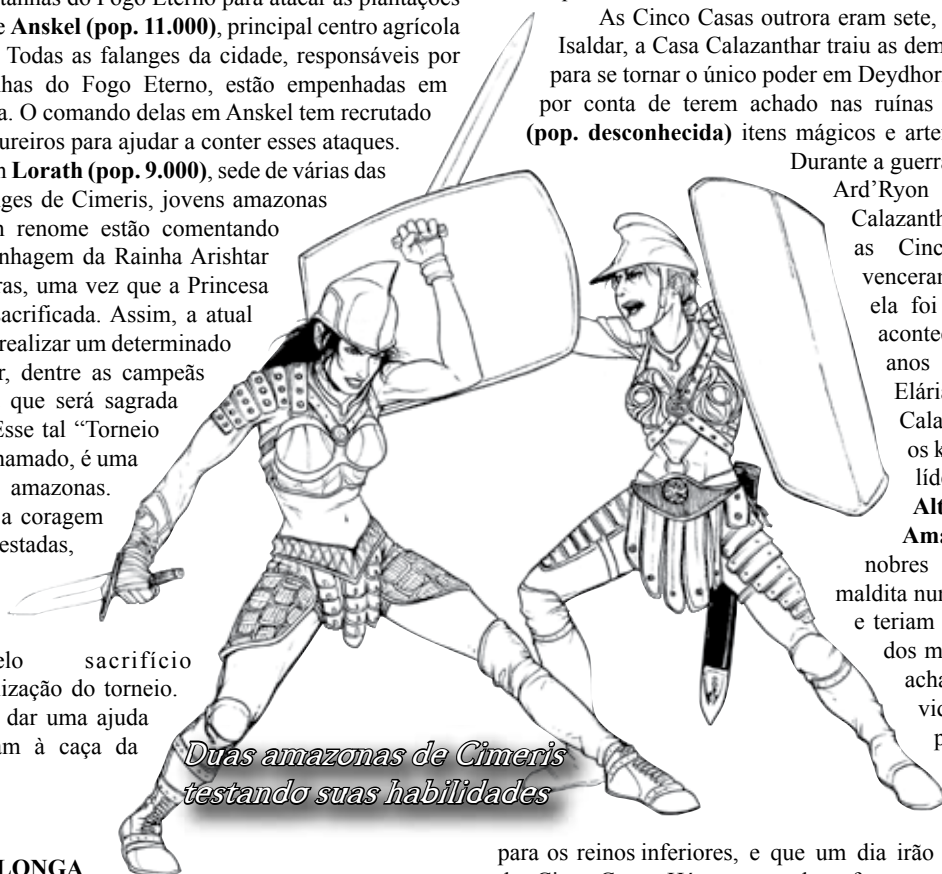 tanhas do Fogo Eterno para atacar as plantações
e Anskel (pop. 11.000), principal centro agrícola
Todas as falanges da cidade, responsáveis por
nhas do Fogo Eterno, estão empenhadas em
a. O comando delas em Anskel tem recrutado
ureiros para ajudar a conter esses ataques.
n Lorath (pop. 9.000), sede de várias das
ges de Cimeris, jovens amazonas
n renome estão comentando
nhagem da Rainha Arishtar
ras, uma vez que a Princesa
sacrificada. Assim, a atual
realizar um determinado
r, dentre as campeãs
que será sagrada
Esse tal “Torneio
hamado, é uma
amazonas.
a coragem
estadas,
elo sacrifício
lização do torneio.
dar uma ajuda
am à caça da
LONGA
Duas amazonas de Cimeris
testando suas habilidades
As Cinco Casas outrora eram sete,
Isaldar, a Casa Calazanthar traiu as dem
para se tornar o único poder em Deydhor
por conta de terem achado nas ruínas
(pop. desconhecida) itens mágicos e arte
Durante a guerra
Ard’Ryon
Calazanth
as Cinc
venceram
ela foi
acontec
anos
Elária
Cala
os k
líd
Alt
Ama
nobres
maldita nu
e teriam
dos m
acha
vi
p
para os reinos inferiores, e que um dia irão